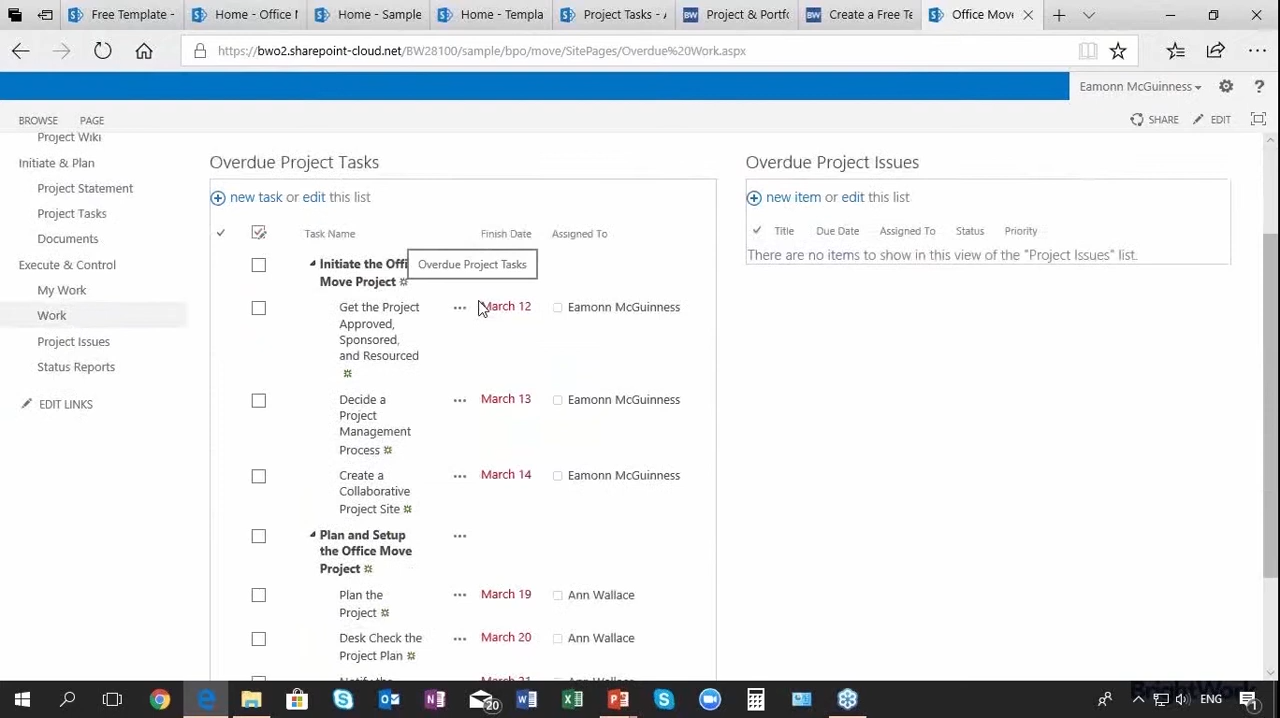 Free Template -
Home - Office M
Home - Sample
Home - Templa
Project Tasks - A
BW Project & Portfo
BW Create a Free Te
Office Move
https://bwo2.sharepoint-cloud.net/BW28100/sample/bpo/move/SitePages/Overdue%20Work.aspx
Eamonn McGuinness
?
BROWSE
PAGE
SHARE
EDIT
Project Wiki
Initiate & Plan
Project Statement
Project Tasks
Documents
Execute & Control
My Work
Work
Project Issues
Status Reports
EDIT LINKS
Overdue Project Tasks
new task or edit this list
Task Name
Finish Date
Assigned To
Initiate the Offi
Move Project
Overdue Project Tasks
Get the Project
Approved,
Sponsored,
and Resourced
March 12
Eamonn McGuinness
Decide a
Project
Management
Process
March 13
Eamonn McGuinness
Create a
Collaborative
Project Site
March 14
Eamonn McGuinness
Plan and Setup
the Office Move
Project
Plan the
Project
March 19
Ann Wallace
Desk Check the
Project Plan
March 20
Ann Wallace
Overdue Project Issues
new item or edit this list
Title
Due Date
Assigned To
Status
Priority
There are no items to show in this view of the "Project Issues" list.
20
BrightWork
ENG
1